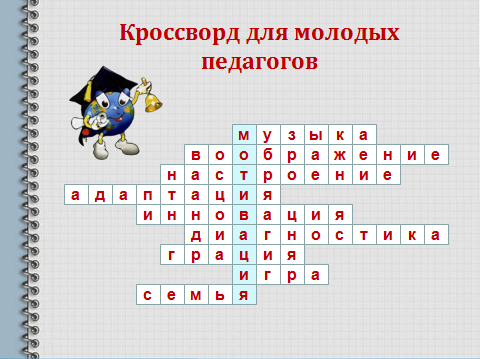 Кроссворд для молодых
педагогов
музыка
воображение
настроение
адаптация
инновация
диагностика
грация
игра
семья